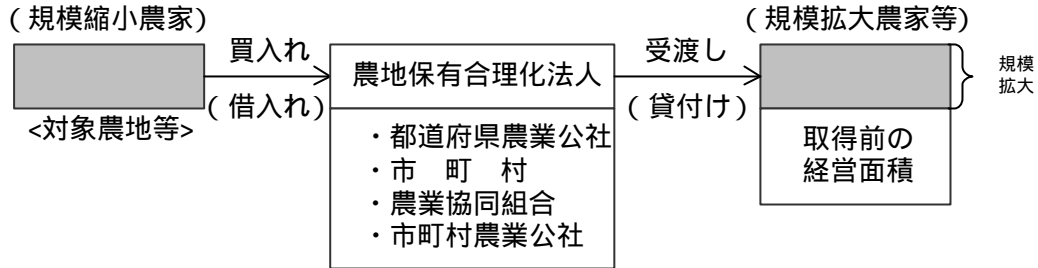 (規模縮小農家)
買入れ
(借入れ)
<対象農地等>
農地保有合理化法人
・都道府県農業公社
・市　町　村
・農業協同組合
・市町村農業公社
受渡し
(貸付け)
(規模拡大農家等)
規模
拡大
取得前の
経営面積